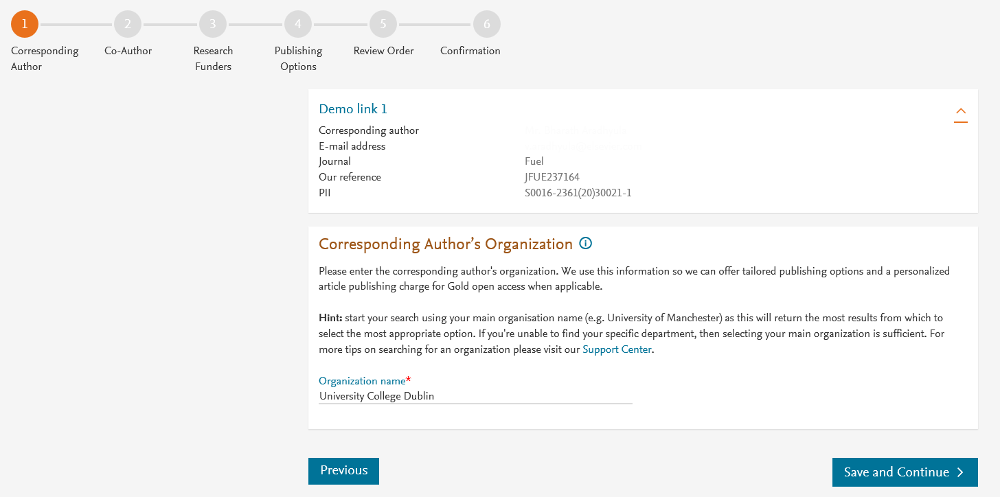 1 2 3 4 5 6
Corresponding Author
Co-Author
Research Funders
Publishing Options
Review Order
Confirmation
Demo link 1
Corresponding author
E-mail address
Journal Fuel
Our reference JFUE237164
PII S0016-2361(20)30021-1
Corresponding Author’s Organization
Please enter the corresponding author's organization. We use this information so we can offer tailored publishing options and a personalized
article publishing charge for Gold open access when applicable.
Hint: start your search using your main organisation name (e.g. University of Manchester) as this will return the most results from which to
select the most appropriate option. If you're unable to find your specific department, then selecting your main organization is sufficient. For
more tips on searching for an organization please visit our Support Center.
Organization name*
University College Dublin
Previous
Save and Continue